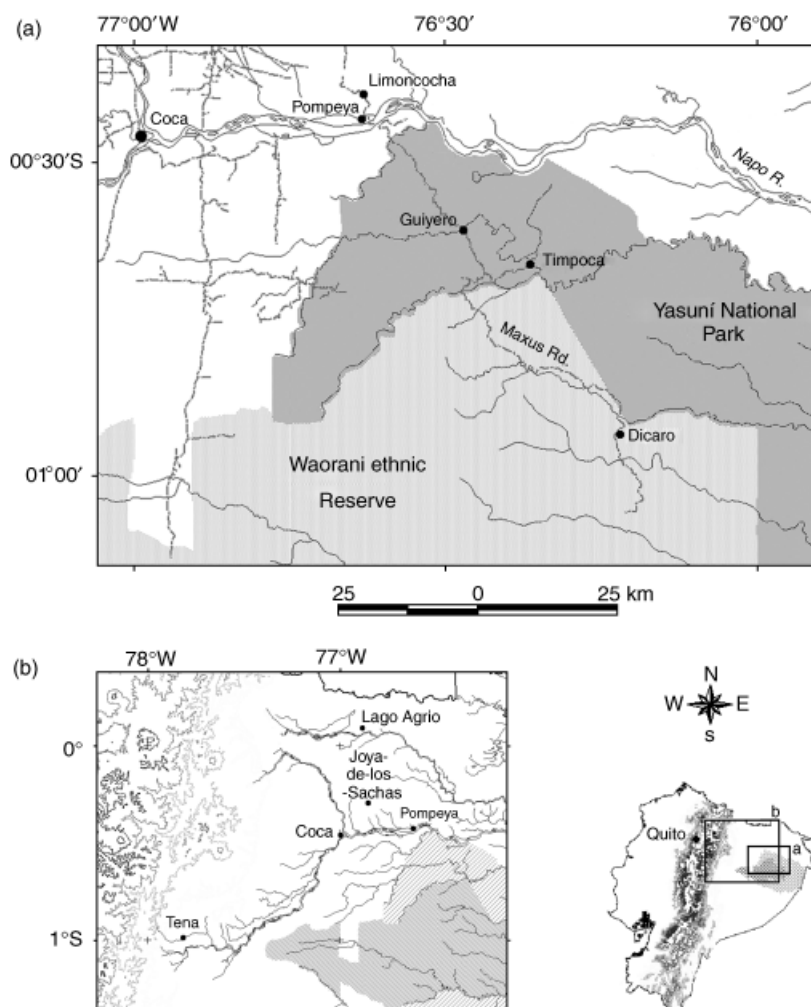 (a)
77°00′W
76°30′
76°00′
Limoncocha
Pompeya
Coca
00°30′S
Napo R.
Guiyero
Timpoca
Yasuní National
Park
Maxus Rd.
Dicaro
01°00′
Waorani ethnic
Reserve
25
0
25 km
(b)
78°W
77°W
Lago Agrio
0°
Joya-
de-los
-Sachas
Pompeya
Coca
Tena
1°S
N
W
E
s
b
a
Quito